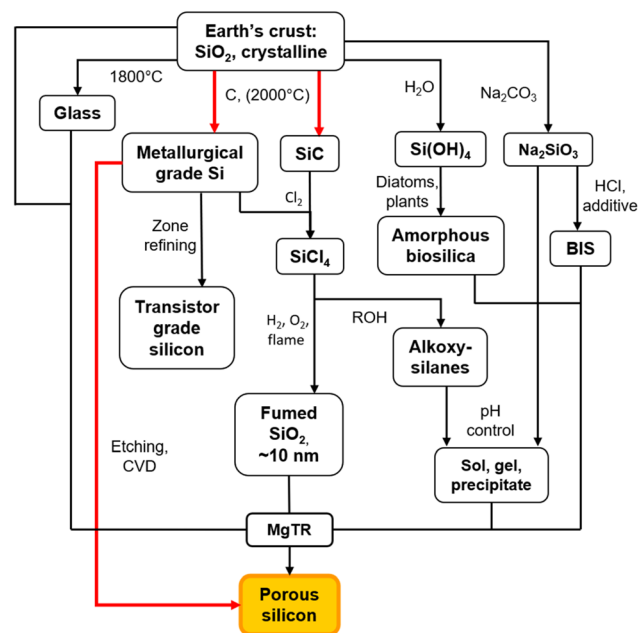 Earth's crust:
SiO2, crystalline
1800°C
C, (2000°C)
H2O
Na2CO3
Glass
Metallurgical
grade Si
SiC
Si(OH)4
Na2SiO3
Cl2
Diatoms,
plants
HCl,
additive
Zone
refining
SiCl4
Amorphous
biosilica
BIS
Transistor
grade
silicon
H2, O2,
flame
ROH
Alkoxy-
silanes
Fumed
SiO2,
~10 nm
pH
control
Etching,
CVD
Sol, gel,
precipitate
MgTR
Porous
silicon